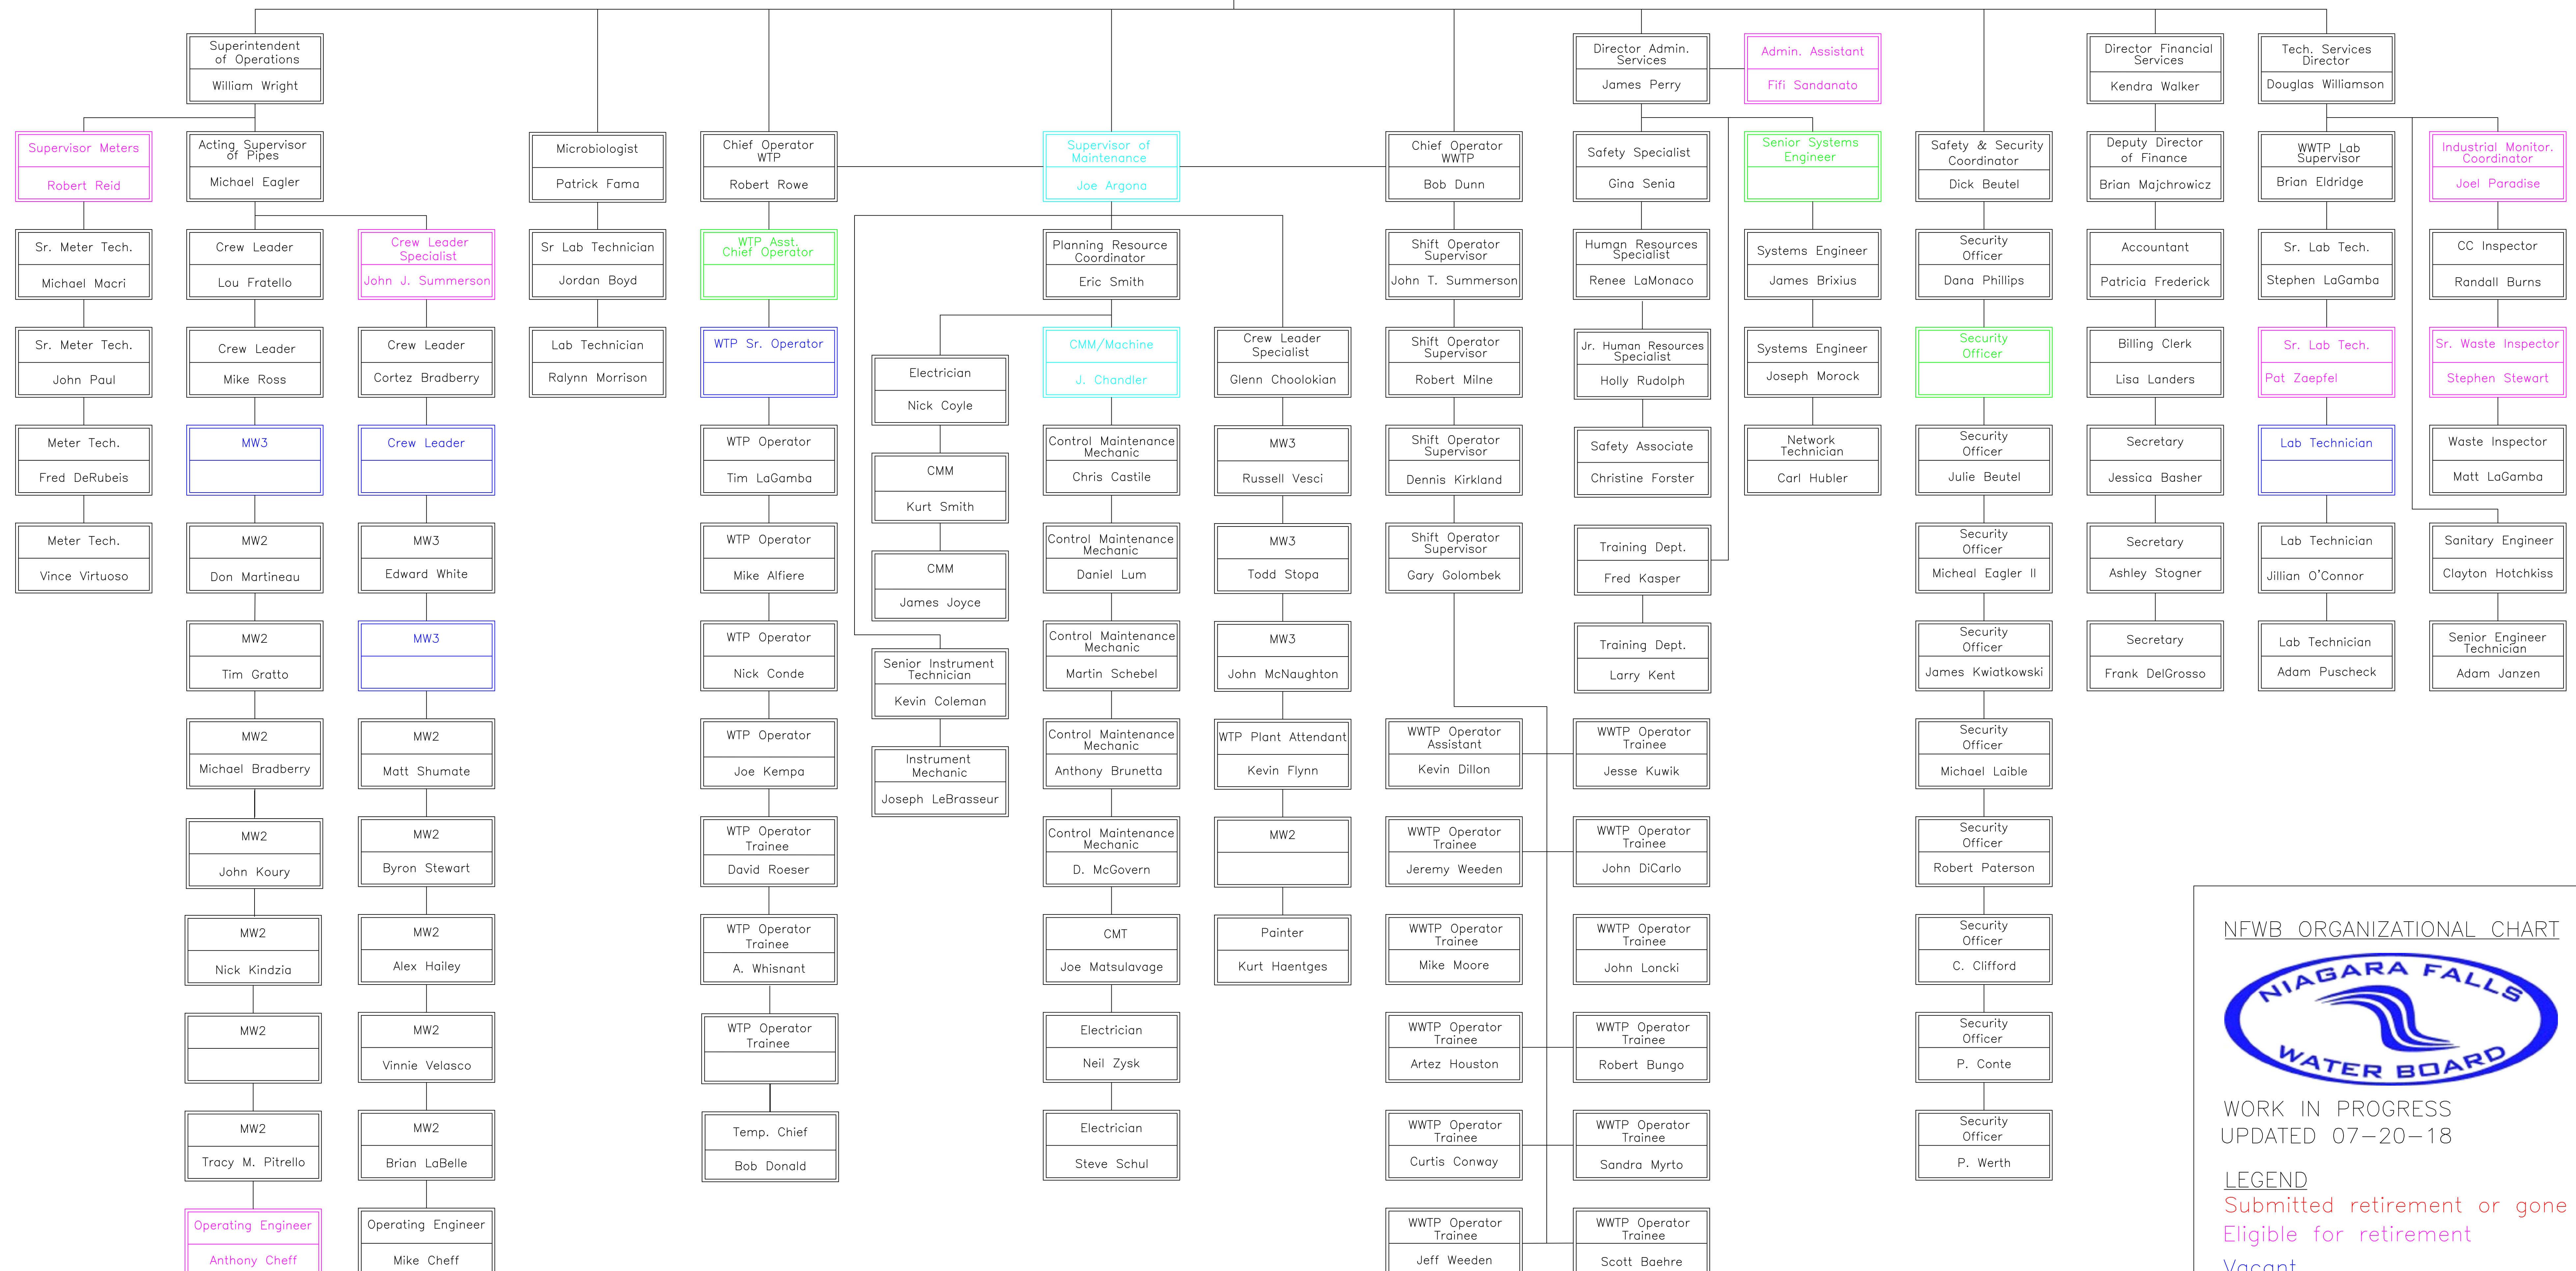 Superintendent
of Operations
William Wright
Director Admin.
Services
James Perry
Admin. Assistant
Fifi Sandanato
Director Financial
Services
Kendra Walker
Tech. Services
Director
Douglas Williamson
Supervisor Meters
Robert Reid
Acting Supervisor
of Pipes
Michael Eagler
Microbiologist
Patrick Fama
Chief Operator
WTP
Robert Rowe
Supervisor of
Maintenance
Joe Argona
Chief Operator
WWTP
Bob Dunn
Safety Specialist
Gina Senia
Senior Systems
Engineer
Safety & Security
Coordinator
Dick Beutel
Deputy Director
of Finance
Brian Majchrowicz
WWTP Lab
Supervisor
Brian Eldridge
Industrial Monitor.
Coordinator
Joel Paradise
Sr. Meter Tech.
Michael Macri
Crew Leader
Lou Fratello
Crew Leader
Specialist
John J. Summerson
Sr Lab Technician
Jordan Boyd
WTP Asst.
Chief Operator
Planning Resource
Coordinator
Eric Smith
Shift Operator
Supervisor
John T. Summerson
Human Resources
Specialist
Renee LaMonaco
Systems Engineer
James Brixius
Security
Officer
Dana Phillips
Accountant
Patricia Frederick
Sr. Lab Tech.
Stephen LaGamba
CC Inspector
Randall Burns
Sr. Meter Tech.
John Paul
Crew Leader
Mike Ross
Crew Leader
Cortez Bradberry
Lab Technician
Ralynn Morrison
WTP Sr. Operator
Electrician
Nick Coyle
CMM/Machine
J. Chandler
Crew Leader
Specialist
Glenn Choolokian
Shift Operator
Supervisor
Robert Milne
Jr. Human Resources
Specialist
Holly Rudolph
Systems Engineer
Joseph Morock
Security
Officer
Billing Clerk
Lisa Landers
Sr. Lab Tech.
Pat Zaepfel
Sr. Waste Inspector
Stephen Stewart
Meter Tech.
Fred DeRubeis
MW3
Crew Leader
WTP Operator
Tim LaGamba
CMM
Kurt Smith
Control Maintenance
Mechanic
Chris Castile
MW3
Russell Vesci
Shift Operator
Supervisor
Dennis Kirkland
Safety Associate
Christine Forster
Network
Technician
Carl Hubler
Security
Officer
Julie Beutel
Secretary
Jessica Basher
Lab Technician
Waste Inspector
Matt LaGamba
Meter Tech.
Vince Virtuoso
MW2
Don Martineau
MW3
Edward White
WTP Operator
Mike Alfiere
CMM
James Joyce
Control Maintenance
Mechanic
Daniel Lum
MW3
Todd Stopa
Shift Operator
Supervisor
Gary Golombek
Training Dept.
Fred Kasper
Security
Officer
Micheal Eagler II
Secretary
Ashley Stogner
Lab Technician
Jillian O'Connor
Sanitary Engineer
Clayton Hotchkiss
MW2
Tim Gratto
MW3
WTP Operator
Nick Conde
Senior Instrument
Technician
Kevin Coleman
Control Maintenance
Mechanic
Martin Schebel
MW3
John McNaughton
Training Dept.
Larry Kent
Security
Officer
James Kwiatkowski
Secretary
Frank DelGrosso
Lab Technician
Adam Puscheck
Senior Engineer
Technician
Adam Janzen
MW2
Michael Bradberry
MW2
Matt Shumate
WTP Operator
Joe Kempa
Instrument
Mechanic
Joseph LeBrasseur
Control Maintenance
Mechanic
Anthony Brunetta
WTP Plant Attendant
Kevin Flynn
WWTP Operator
Assistant
Kevin Dillon
WWTP Operator
Trainee
Jesse Kuwik
Security
Officer
Michael Laible
MW2
John Koury
MW2
Byron Stewart
WTP Operator
Trainee
David Roeser
Control Maintenance
Mechanic
D. McGovern
MW2
WWTP Operator
Trainee
Jeremy Weeden
WWTP Operator
Trainee
John DiCarlo
Security
Officer
Robert Paterson
MW2
Nick Kindzia
MW2
Alex Hailey
WTP Operator
Trainee
A. Whisnant
CMT
Joe Matsulavage
Painter
Kurt Haentges
WWTP Operator
Trainee
Mike Moore
WWTP Operator
Trainee
John Loncki
Security
Officer
C. Clifford
MW2
MW2
Vinnie Velasco
WTP Operator
Trainee
Electrician
Neil Zysk
WWTP Operator
Trainee
Artez Houston
WWTP Operator
Trainee
Robert Bungo
Security
Officer
P. Conte
MW2
Tracy M. Pitrello
MW2
Brian LaBelle
Temp. Chief
Bob Donald
Electrician
Steve Schul
WWTP Operator
Trainee
Curtis Conway
WWTP Operator
Trainee
Sandra Myrto
Security
Officer
P. Werth
Operating Engineer
Anthony Cheff
Operating Engineer
Mike Cheff
WWTP Operator
Trainee
Jeff Weeden
WWTP Operator
Trainee
Scott Baehre
NFWB ORGANIZATIONAL CHART
NIAGARA FALLS
WATER BOARD
WORK IN PROGRESS
UPDATED 07-20-18
LEGEND
Submitted retirement or gone
Eligible for retirement
Vacant